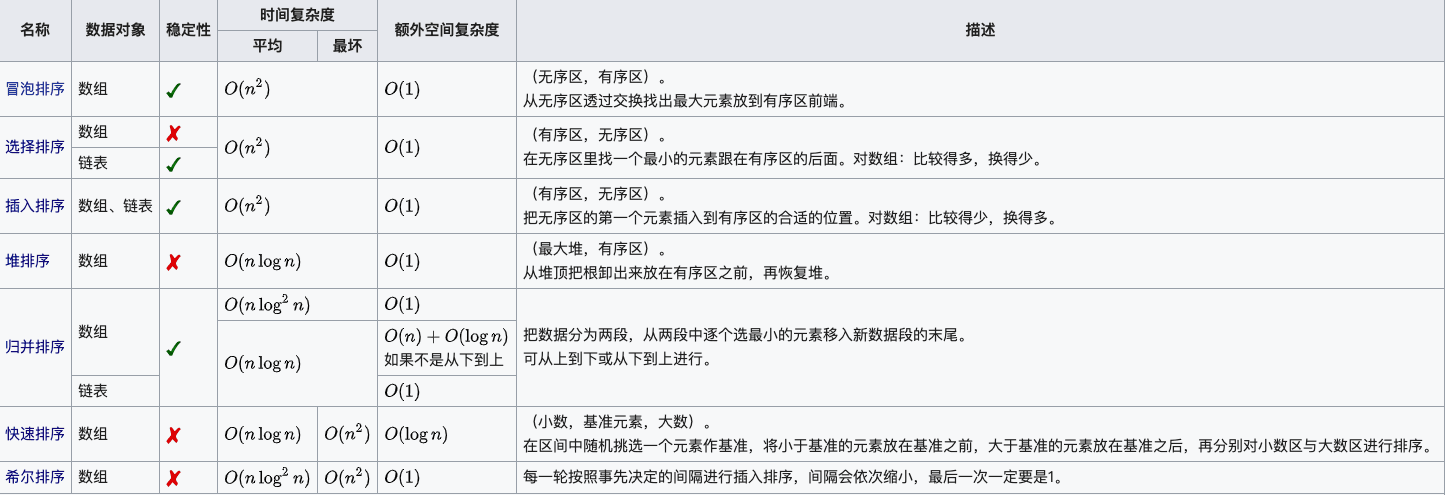 名称 数据对象 稳定性 时间复杂度 额外空间复杂度 描述
平均 最坏
冒泡排序 数组 ✔ O(n²) O(1) （无序区，有序区）。
从无序区透过交换找出最大元素放到有序区前端。
选择排序 数组 ✘ O(n²) O(1) （有序区，无序区）。
链表 ✔ 在无序区里找一个最小的元素跟在有序区的后面。对数组：比较得多，换得少。
插入排序 数组、链表 ✔ O(n²) O(1) （有序区，无序区）。
把无序区的第一个元素插入到有序区的合适的位置。对数组：比较得少，换得多。
堆排序 数组 ✘ O(n log n) O(1) （最大堆，有序区）。
从堆顶把根卸出来放在有序区之前，再恢复堆。
归并排序 数组 ✔ O(n log² n) O(1) 把数据分为两段，从两段中逐个选最小的元素移入新数据段的末尾。
O(n log n) O(n) + O(log n) 可从上到下或从下到上进行。
如果不是从下到上
链表 O(1)
快速排序 数组 ✘ O(n log n) O(n²) O(log n) （小数，基准元素，大数）。
在区间中随机挑选一个元素作基准，将小于基准的元素放在基准之前，大于基准的元素放在基准之后，再分别对小数区与大数区进行排序。
希尔排序 数组 ✘ O(n log² n) O(n²) O(1) 每一轮按照事先决定的间隔进行插入排序，间隔会依次缩小，最后一次一定要是1。